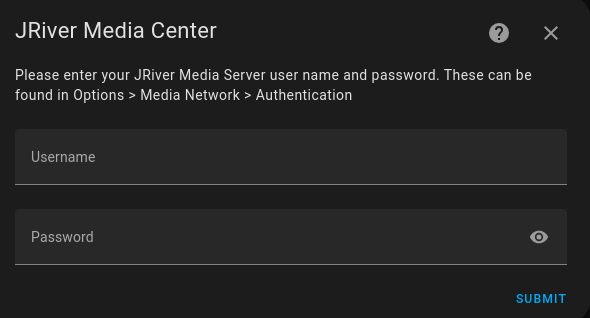 JRiver Media Center
Please enter your JRiver Media Server user name and password. These can be
found in Options > Media Network > Authentication
Username
Password
SUBMIT